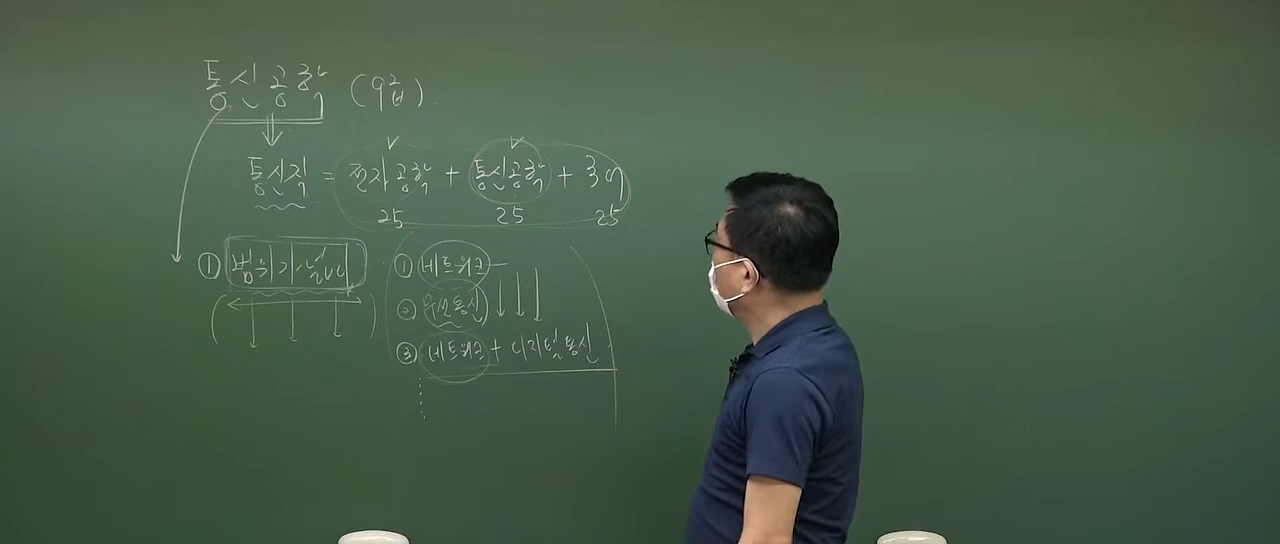 통신공학 (9급)
통신직 = 전자공학 + 통신공학 + 국어
25 25 25
① 범위가 넓다
① 네트워크
② 무선통신
③ 네트워크 + 디지털통신